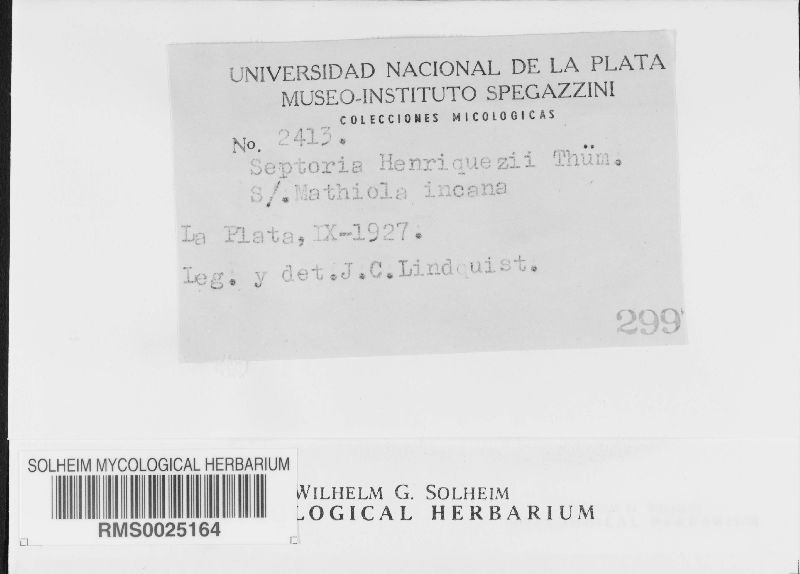 UNIVERSIDAD NACIONAL DE LA PLATA
MUSEO-INSTITUTO SPEGAZZINI
COLECCIONES MICOLOGICAS
No. 2413.
Septoria Henriquezii Thüm.
S/. Mathiola incana
La Plata, IX-1927.
Leg. y det. J.C. Lindquist.
299
SOLHEIM MYCOLOGICAL HERBARIUM
RMS0025164
WILHELM G. SOLHEIM
LOGICAL HERBARIUM